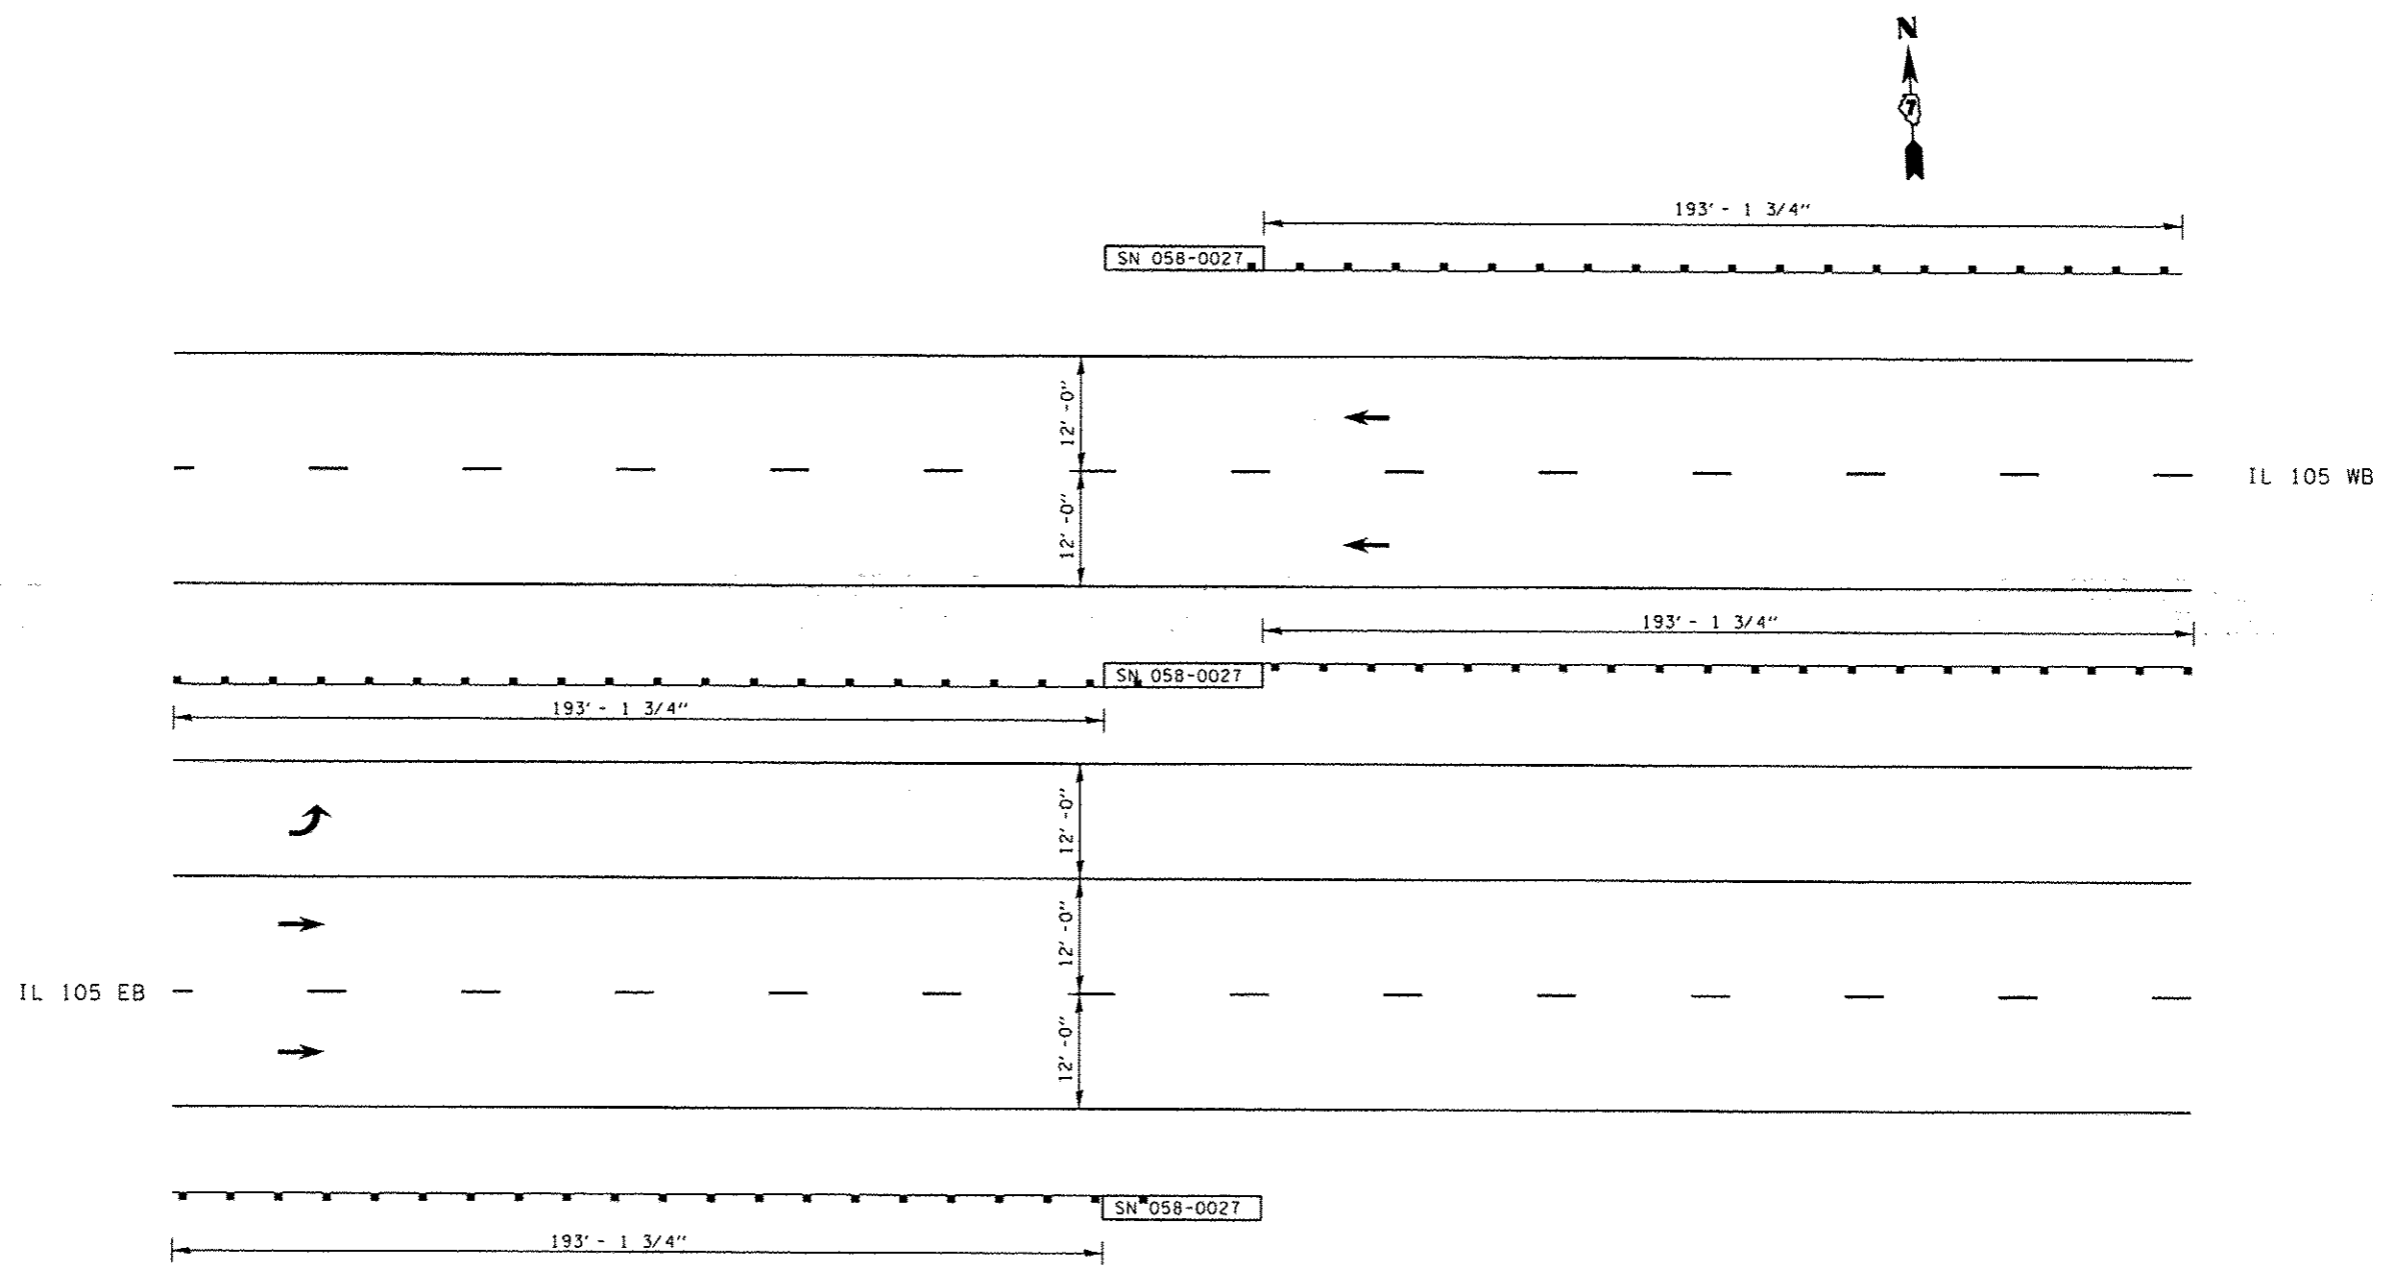 N
7
193' - 1 3/4"
SN 058-0027
12' -0"
IL 105 WB
12' -0"
193' - 1 3/4"
SN 058-0027
193' - 1 3/4"
12' -0"
12' -0"
IL 105 EB
12' -0"
SN 058-0027
193' - 1 3/4"